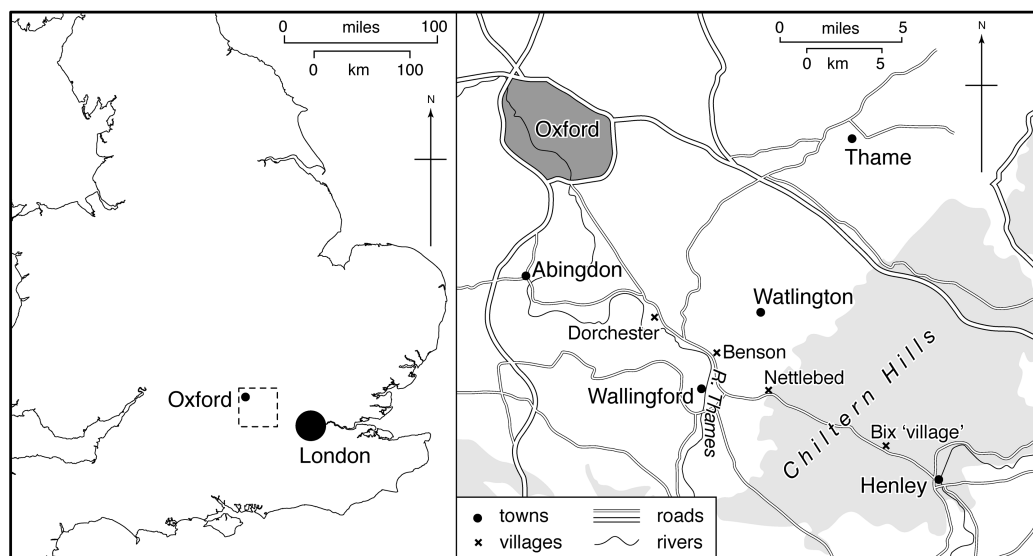 0 miles 100
0 km 100
N
Oxford
London
0 miles 5
0 km 5
N
Oxford
Thame
Abingdon
Watlington
Dorchester
Benson
Nettlebed
Wallingford
R. Thames
Chiltern Hills
Bix ‘village’
Henley
towns
roads
villages
rivers